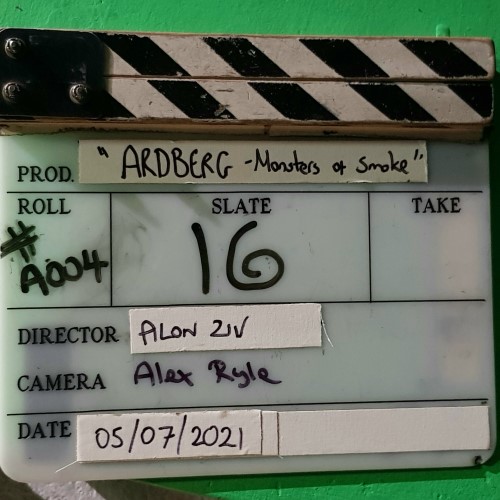 PROD. "ARDBERG - Monsters of Smoke"
ROLL SLATE TAKE
#A004 16
DIRECTOR ALON ZIV
CAMERA Alex Ryle
DATE 05/07/2021